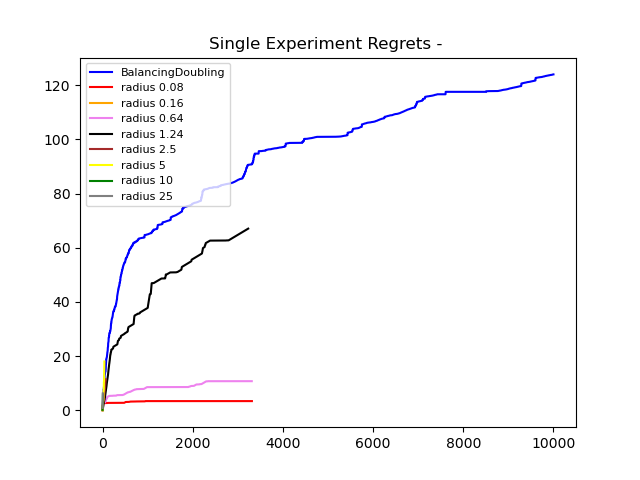 Single Experiment Regrets -
BalancingDoubling
radius 0.08
radius 0.16
radius 0.64
radius 1.24
radius 2.5
radius 5
radius 10
radius 25
120
100
80
60
40
20
0
0 2000 4000 6000 8000 10000